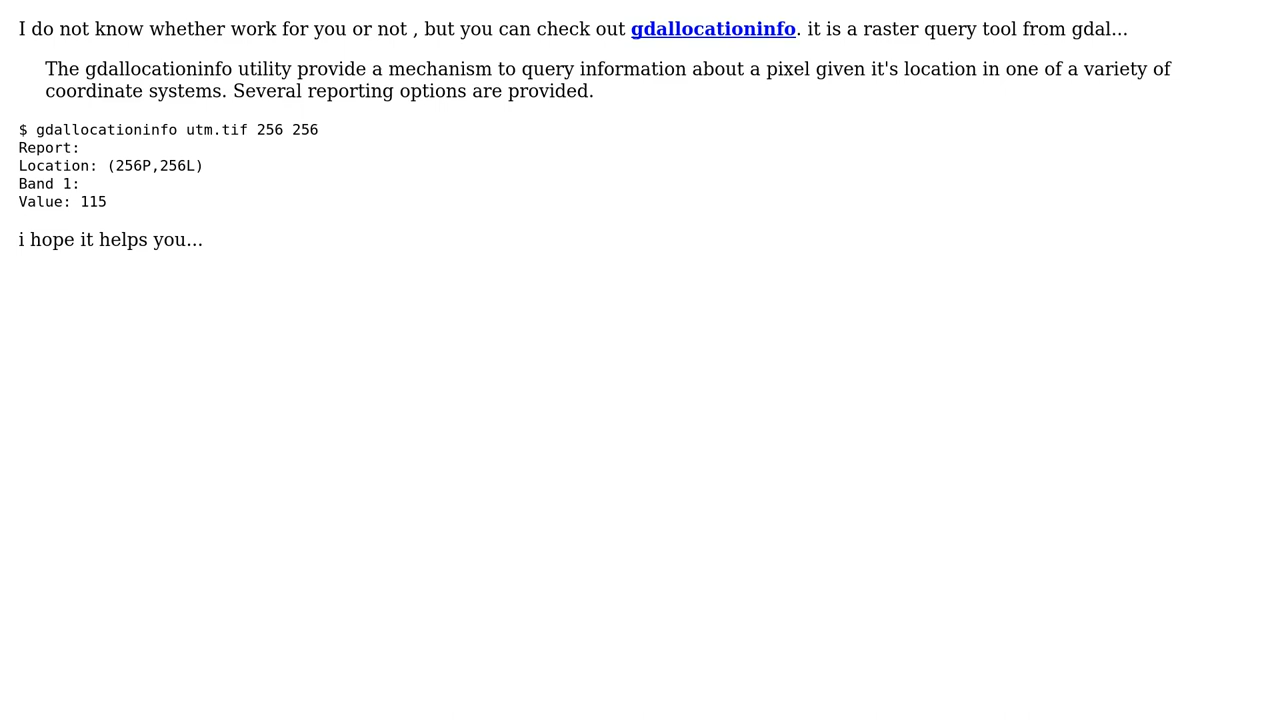 I do not know whether work for you or not , but you can check out gdallocationinfo. it is a raster query tool from gdal...
The gdallocationinfo utility provide a mechanism to query information about a pixel given it's location in one of a variety of
coordinate systems. Several reporting options are provided.
$ gdallocationinfo utm.tif 256 256
Report:
Location: (256P,256L)
Band 1:
Value: 115
i hope it helps you...